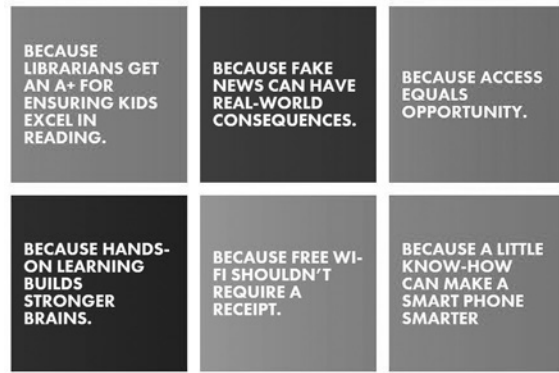 BECAUSE
LIBRARIANS GET
AN A+ FOR
ENSURING KIDS
EXCEL IN
READING.
BECAUSE FAKE
NEWS CAN HAVE
REAL-WORLD
CONSEQUENCES.
BECAUSE ACCESS
EQUALS
OPPORTUNITY.
BECAUSE HANDS-
ON LEARNING
BUILDS
STRONGER
BRAINS.
BECAUSE FREE WI-
FI SHOULDN'T
REQUIRE A
RECEIPT.
BECAUSE A LITTLE
KNOW-HOW
CAN MAKE A
SMART PHONE
SMARTER